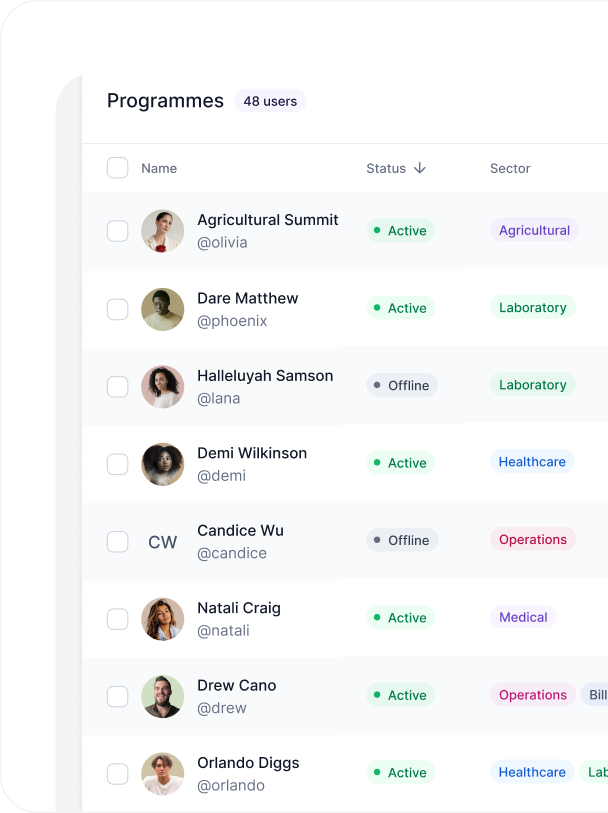 Programmes 48 users
Name Status Sector
Agricultural Summit Active Agricultural
@olivia
Dare Matthew Active Laboratory
@phoenix
Halleluyah Samson Offline Laboratory
@lana
Demi Wilkinson Active Healthcare
@demi
CW Candice Wu Offline Operations
@candice
Natali Craig Active Medical
@natali
Drew Cano Active Operations Bill
@drew
Orlando Diggs Active Healthcare Lab
@orlando